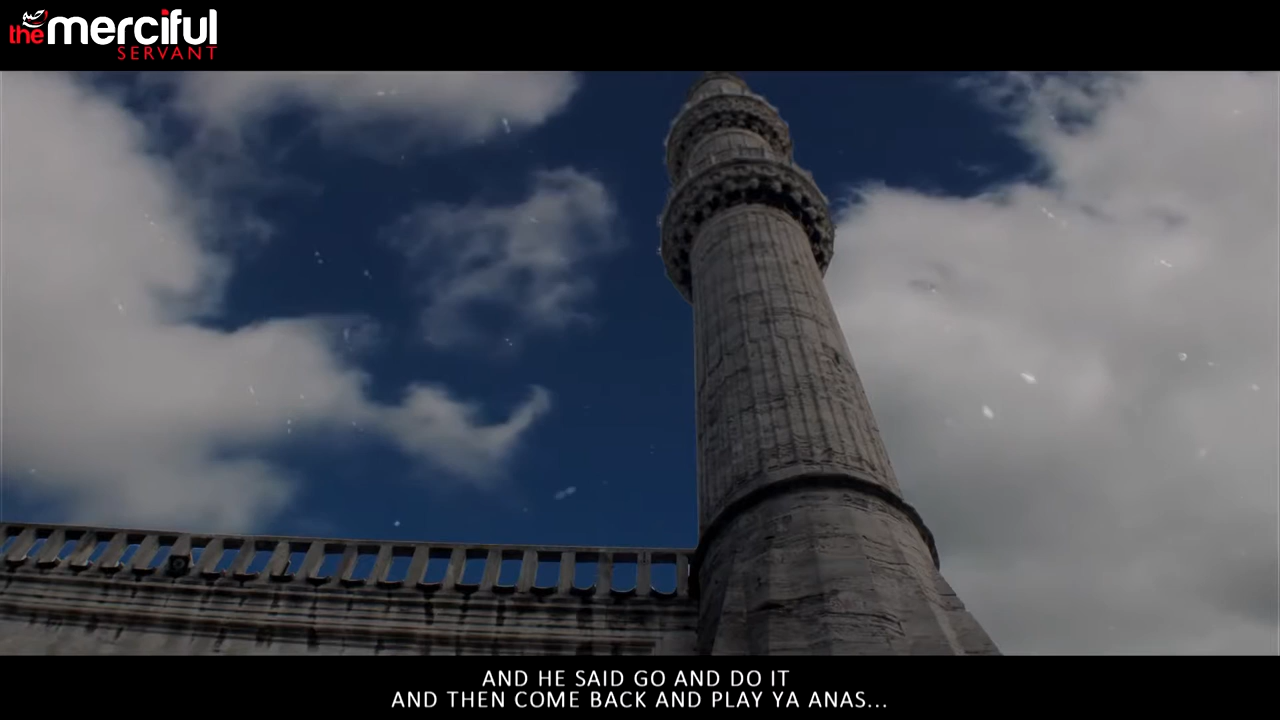 the merciful
SERVANT
AND HE SAID GO AND DO IT
AND THEN COME BACK AND PLAY YA ANAS...